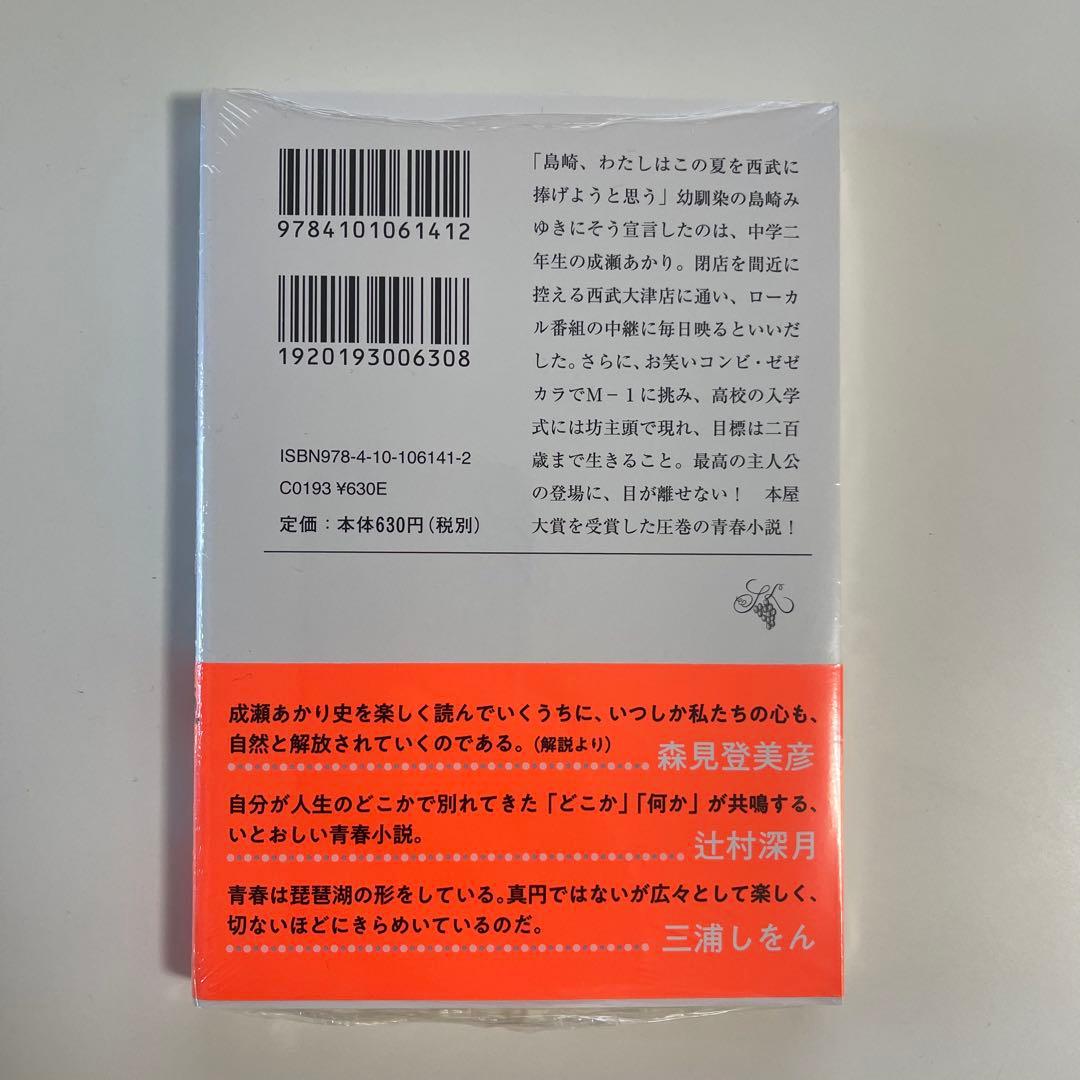 9784101061412
1920193006308
ISBN978-4-10-106141-2
C0193 ¥630E
定価：本体630円（税別）
「島崎、わたしはこの夏を西武に
捧げようと思う」幼馴染の島崎み
ゆきにそう宣言したのは、中学二
年生の成瀬あかり。閉店を間近に
控える西武大津店に通い、ローカ
ル番組の中継に毎日映るといいだ
した。さらに、お笑いコンビ・ゼゼ
カラでM－1に挑み、高校の入学
式には坊主頭で現れ、目標は二百
歳まで生きること。最高の主人公
の登場に、目が離せない！　本屋
大賞を受賞した圧巻の青春小説！
成瀬あかり史を楽しく読んでいくうちに、いつしか私たちの心も、
自然と解放されていくのである。（解説より）
森見登美彦
自分が人生のどこかで別れてきた「どこか」「何か」が共鳴する、
いとおしい青春小説。
辻村深月
青春は琵琶湖の形をしている。真円ではないが広々として楽しく、
切ないほどにきらめいているのだ。
三浦しをん